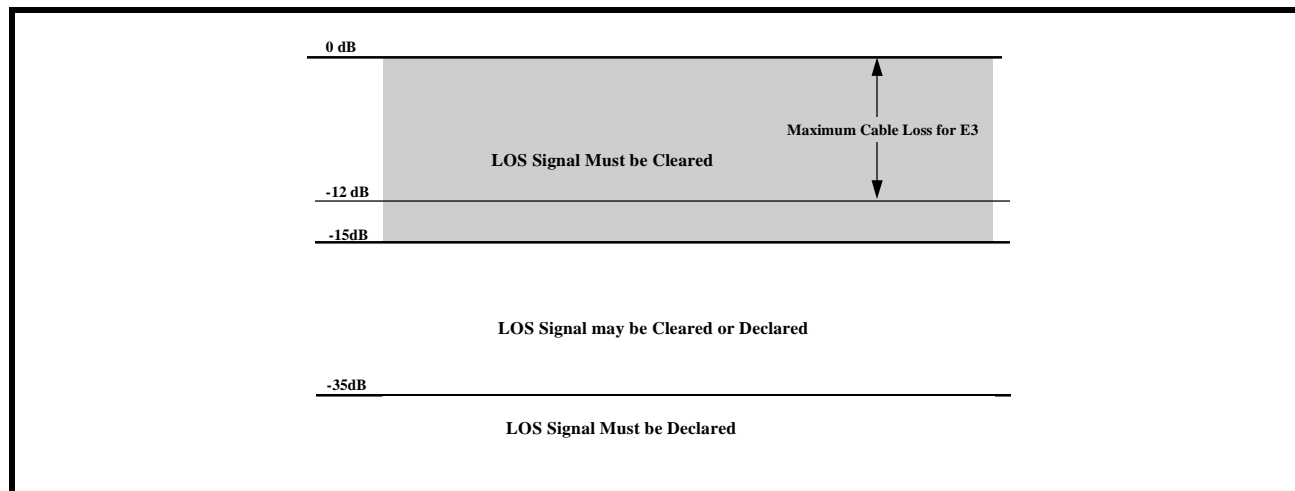 0 dB
Maximum Cable Loss for E3
LOS Signal Must be Cleared
-12 dB
-15dB
LOS Signal may be Cleared or Declared
-35dB
LOS Signal Must be Declared